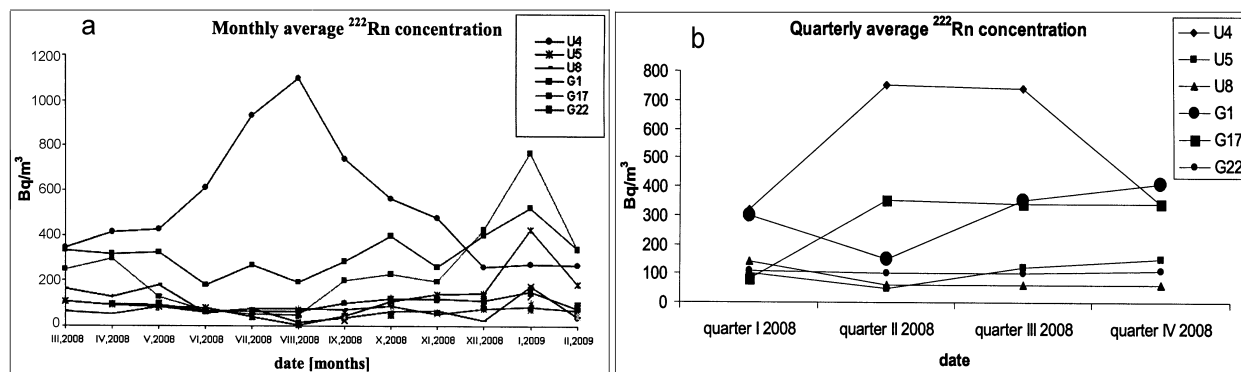 a
Monthly average ²²²Rn concentration
U4
U5
U8
G1
G17
G22
1200
1000
800
600
400
200
0
Bq/m³
III,2008 IV,2008 V,2008 VI,2008 VII,2008 VIII,2008 IX,2008 X,2008 XI,2008 XII,2008 I,2009 II,2009
date [months]
b
Quarterly average ²²²Rn concentration
U4
U5
U8
G1
G17
G22
800
700
600
500
400
300
200
100
0
Bq/m³
quarter I 2008 quarter II 2008 quarter III 2008 quarter IV 2008
date